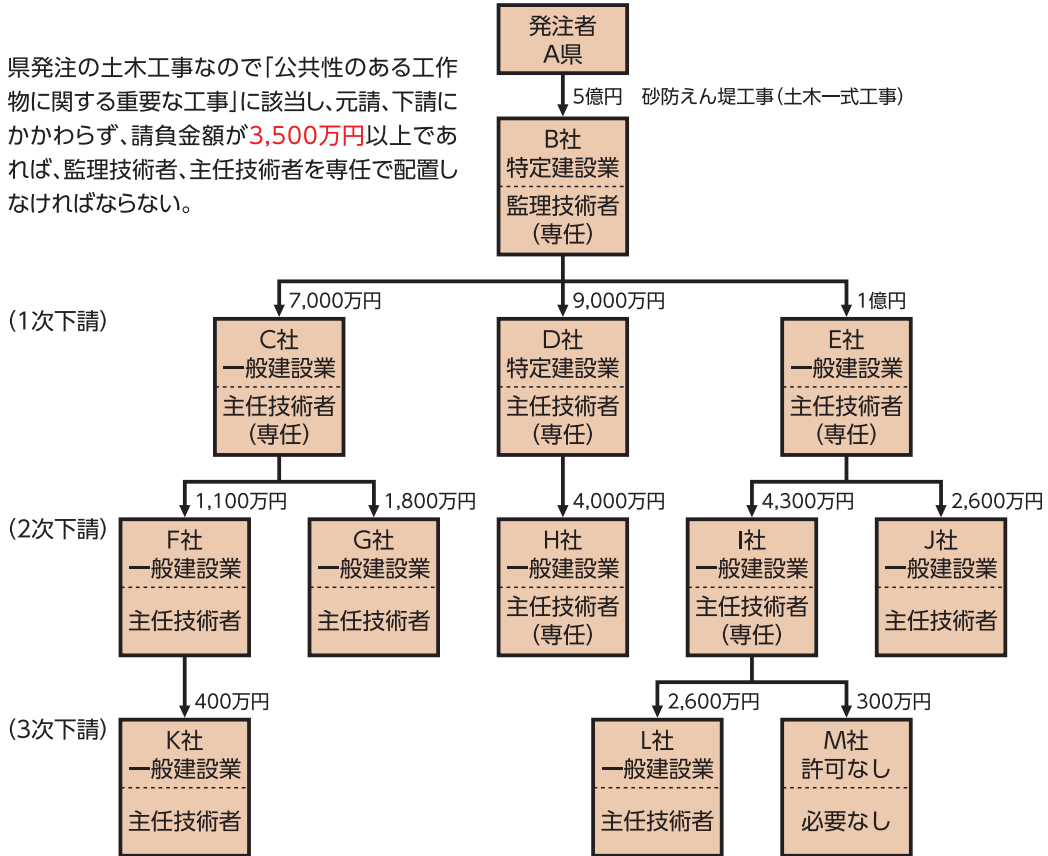 発注者
A県
県発注の土木工事なので「公共性のある工作
物に関する重要な工事」に該当し、元請、下請に
かかわらず、請負金額が3,500万円以上であ
れば、監理技術者、主任技術者を専任で配置し
なければならない。
5億円 砂防えん堤工事(土木一式工事)
B社
特定建設業
監理技術者
(専任)
(1次下請)
7,000万円
9,000万円
1億円
C社
一般建設業
主任技術者
(専任)
D社
特定建設業
主任技術者
(専任)
E社
一般建設業
主任技術者
(専任)
(2次下請)
1,100万円
1,800万円
4,000万円
4,300万円
2,600万円
F社
一般建設業
主任技術者
G社
一般建設業
主任技術者
H社
一般建設業
主任技術者
(専任)
I社
一般建設業
主任技術者
(専任)
J社
一般建設業
主任技術者
(3次下請)
400万円
2,600万円
300万円
K社
一般建設業
主任技術者
L社
一般建設業
主任技術者
M社
許可なし
必要なし